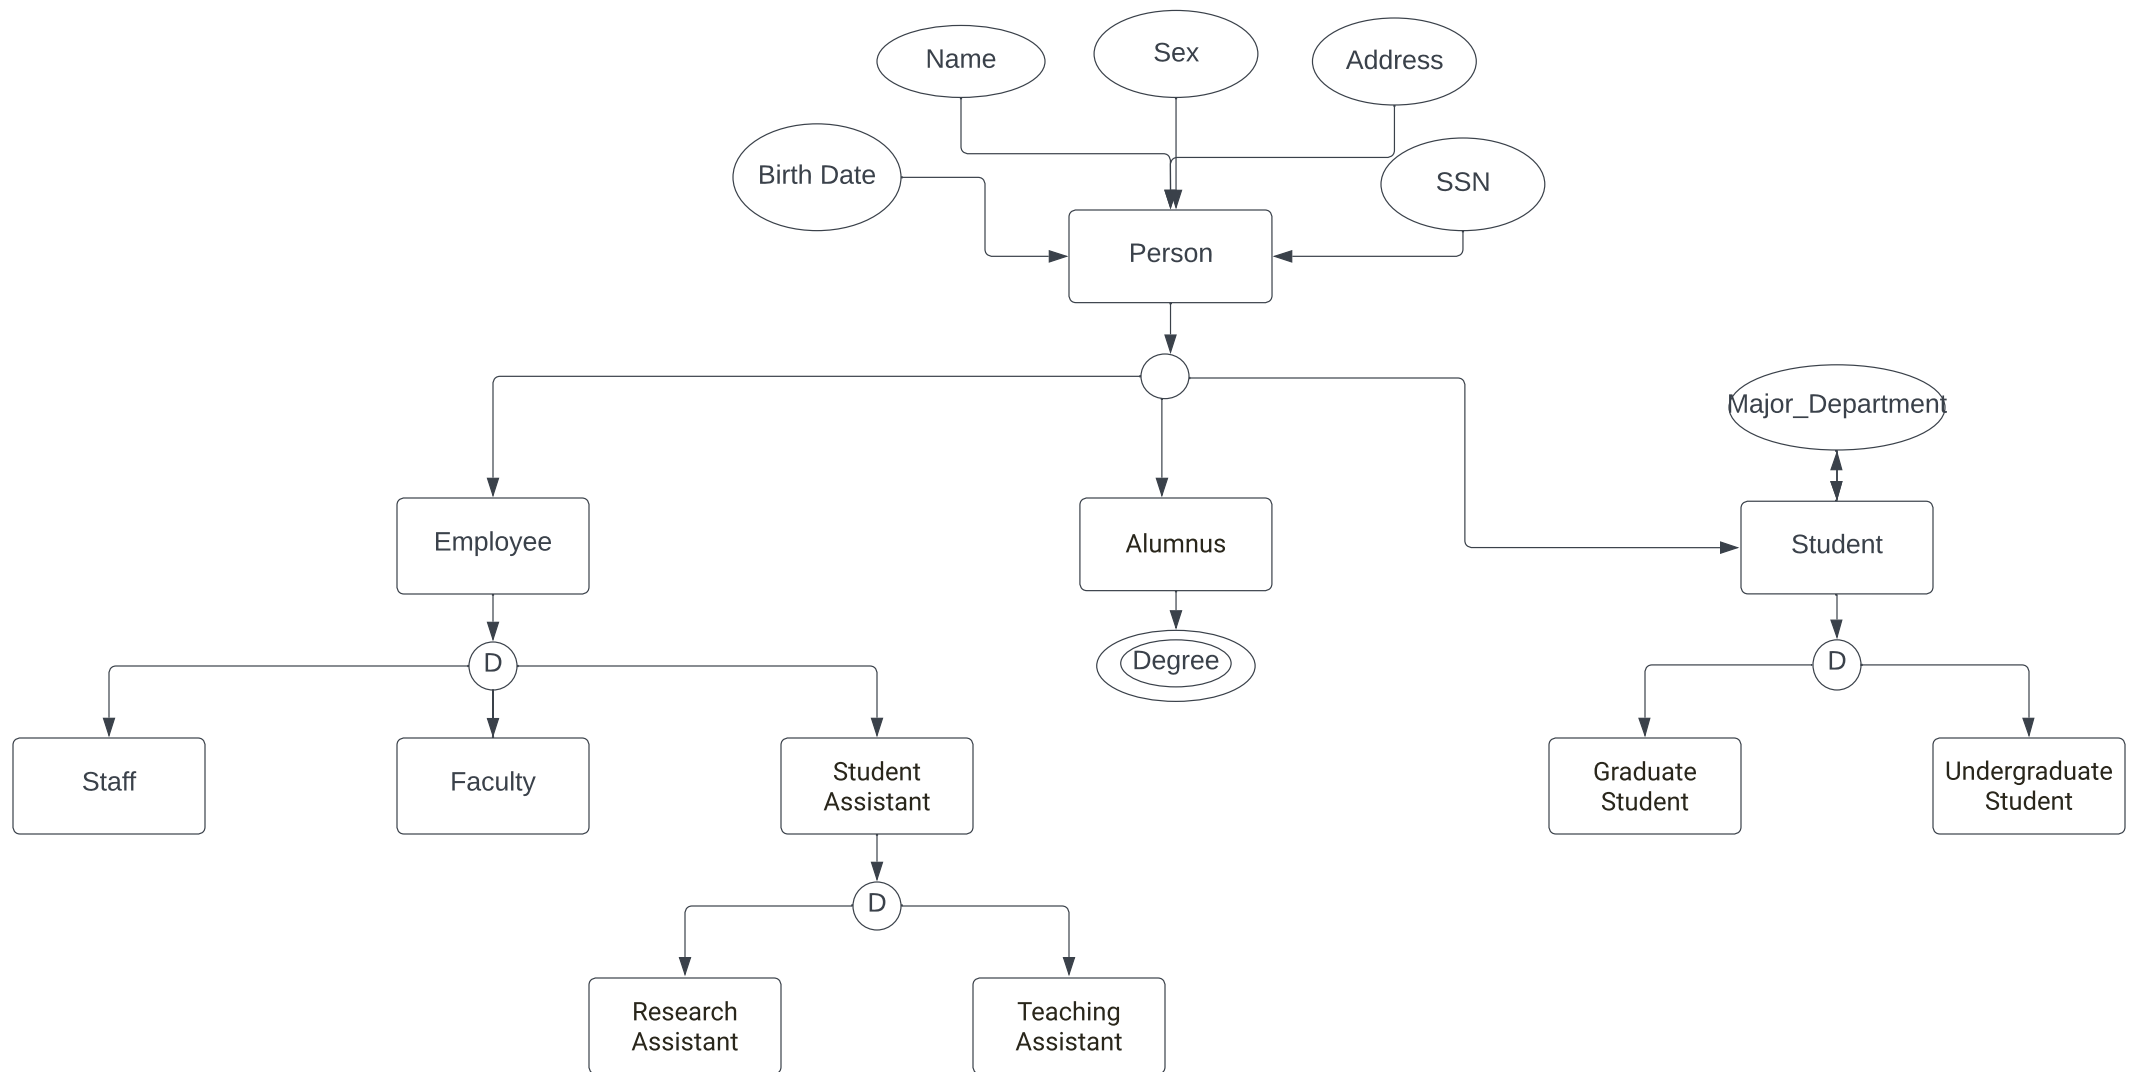 Name
Sex
Address
Birth Date
SSN
Person
Major_Department
Employee
Alumnus
Student
D
Degree
D
Staff
Faculty
Student
Assistant
Graduate
Student
Undergraduate
Student
D
Research
Assistant
Teaching
Assistant